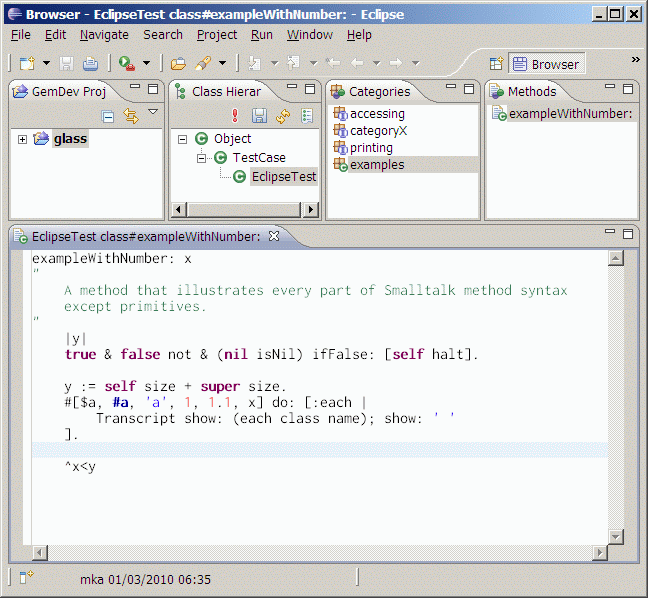 Browser - EclipseTest class#exampleWithNumber: - Eclipse
File Edit Navigate Search Project Run Window Help
Browser
GemDev Proj
Class Hierar
Categories
Methods
glass
Object
TestCase
EclipseTest
accessing
categoryX
printing
examples
exampleWithNumber:
EclipseTest class#exampleWithNumber:
exampleWithNumber: x
"
A method that illustrates every part of Smalltalk method syntax
except primitives.
"
|y|
true & false not & (nil isNil) ifFalse: [self halt].
y := self size + super size.
#[$a, #a, 'a', 1, 1.1, x] do: [:each |
Transcript show: (each class name); show: ' '
].
^x<y
mka 01/03/2010 06:35